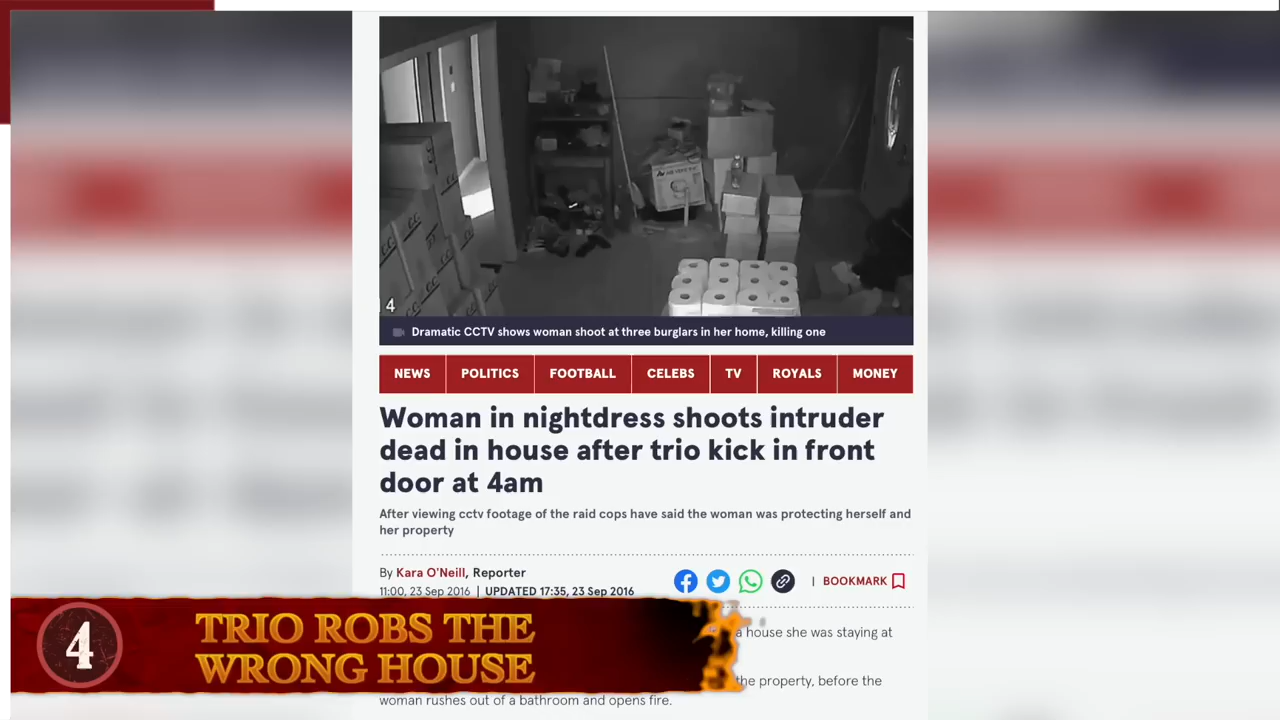 14
Dramatic CCTV shows woman shoot at three burglars in her home, killing one
NEWS POLITICS FOOTBALL CELEBS TV ROYALS MONEY
Woman in nightdress shoots intruder
dead in house after trio kick in front
door at 4am
After viewing cctv footage of the raid cops have said the woman was protecting herself and
her property
By Kara O'Neill, Reporter
11:00, 23 Sep 2016 | UPDATED 17:35, 23 Sep 2016
| BOOKMARK
a house she was staying at
the property, before the
woman rushes out of a bathroom and opens fire.
4
TRIO ROBS THE
WRONG HOUSE